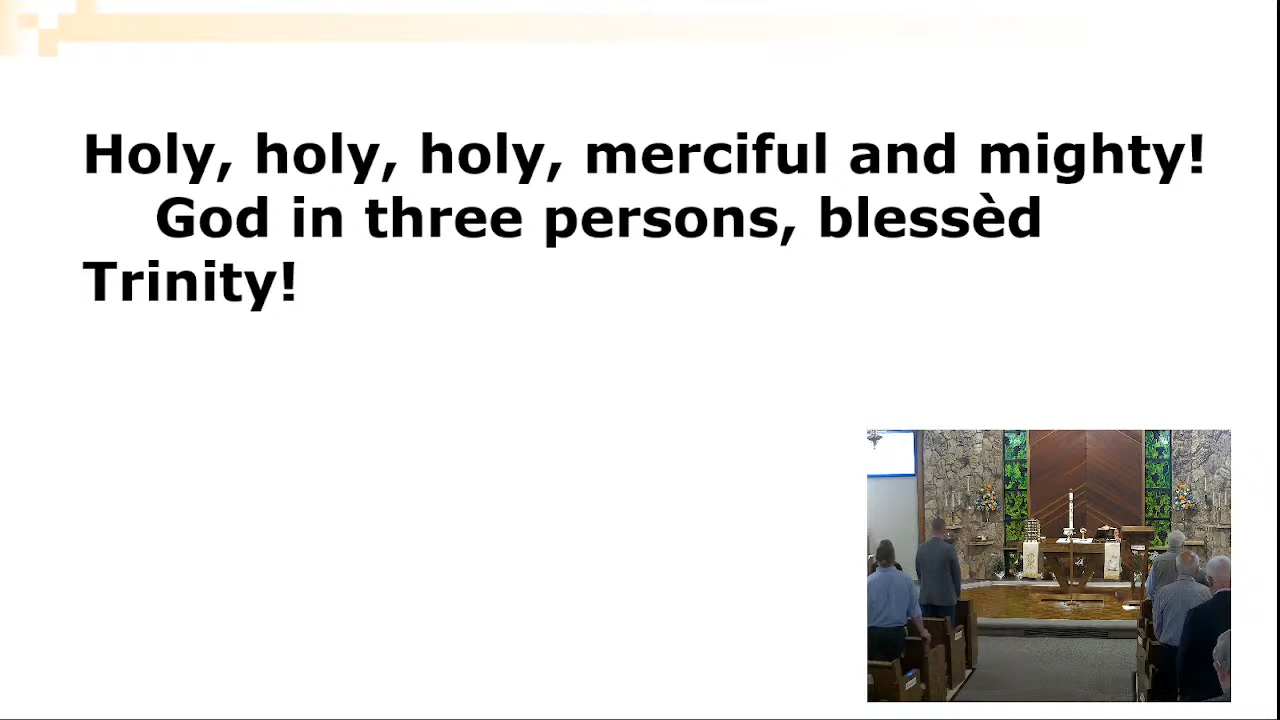 Holy, holy, holy, merciful and mighty!
God in three persons, blessèd
Trinity!